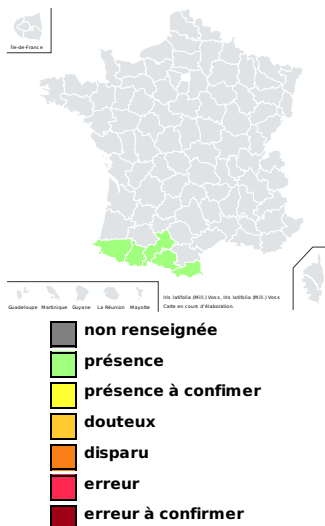 Île-de-France
Guadeloupe Martinique Guyane La Réunion Mayotte
Iris latifolia (Mill.) Voss, Iris latifolia (Mill.) Voss
Carte en cours d'élaboration.
non renseignée
présence
présence à confimer
douteux
disparu
erreur
erreur à confirmer